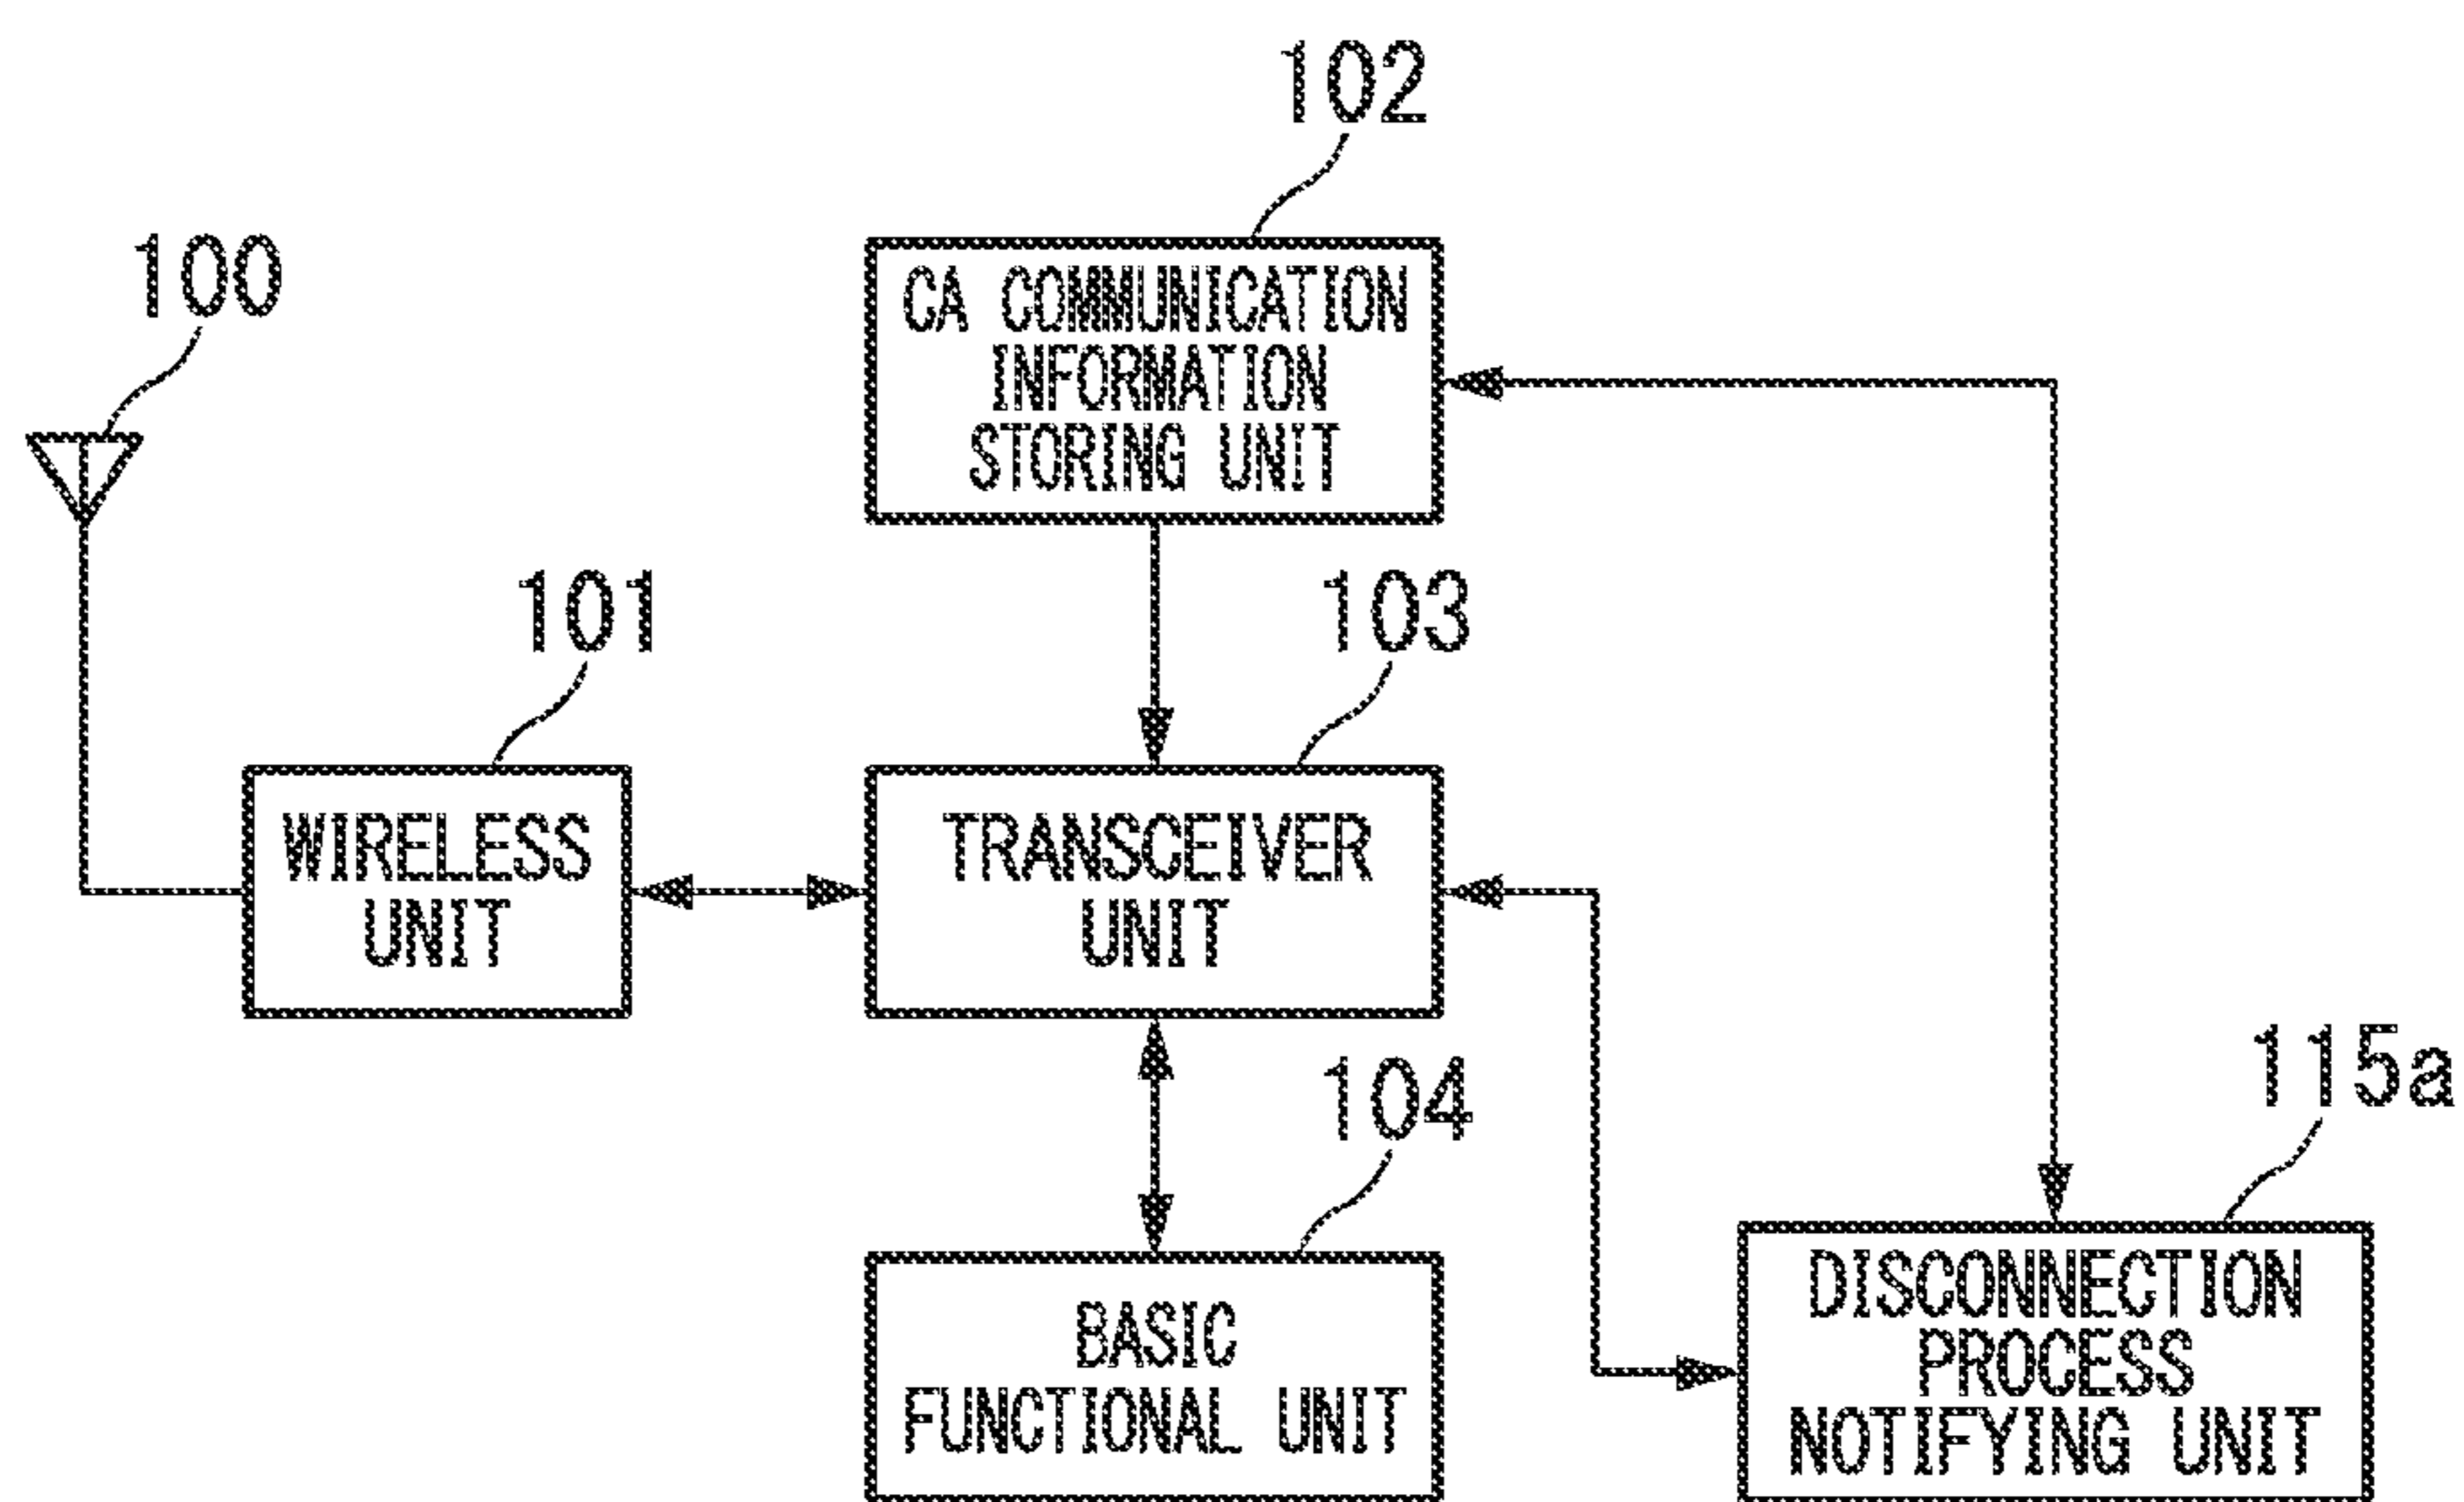 102
100
CA COMMUNICATION
INFORMATION
STORING UNIT
101
103
WIRELESS
UNIT
TRANSCEIVER
UNIT
104
115a
BASIC
FUNCTIONAL UNIT
DISCONNECTION
PROCESS
NOTIFYING UNIT